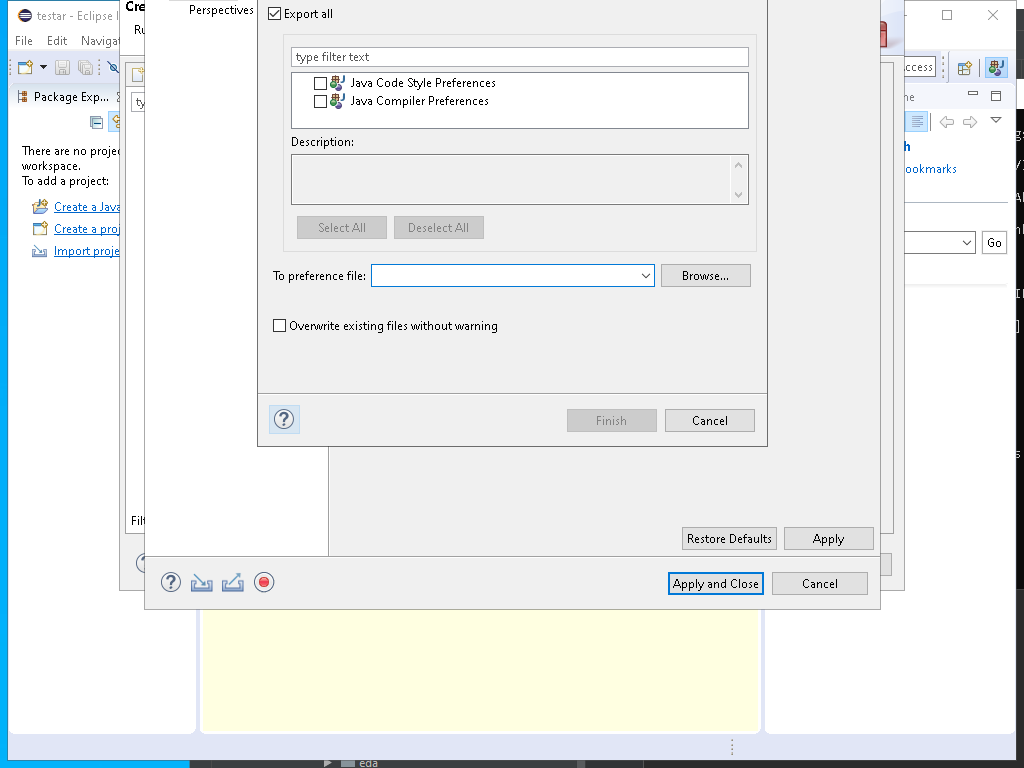 testar - Eclipse I
Cre
Ru
File Edit Navigat
Perspectives
Export all
type filter text
Java Code Style Preferences
Java Compiler Preferences
Description:
Select All Deselect All
To preference file: Browse...
Overwrite existing files without warning
Finish Cancel
Restore Defaults Apply
Apply and Close Cancel
Package Exp...
ty
There are no projec
workspace.
To add a project:
Create a Java
Create a proj
Import proje
Filt
ccess
ne
h
ookmarks
Go
eda